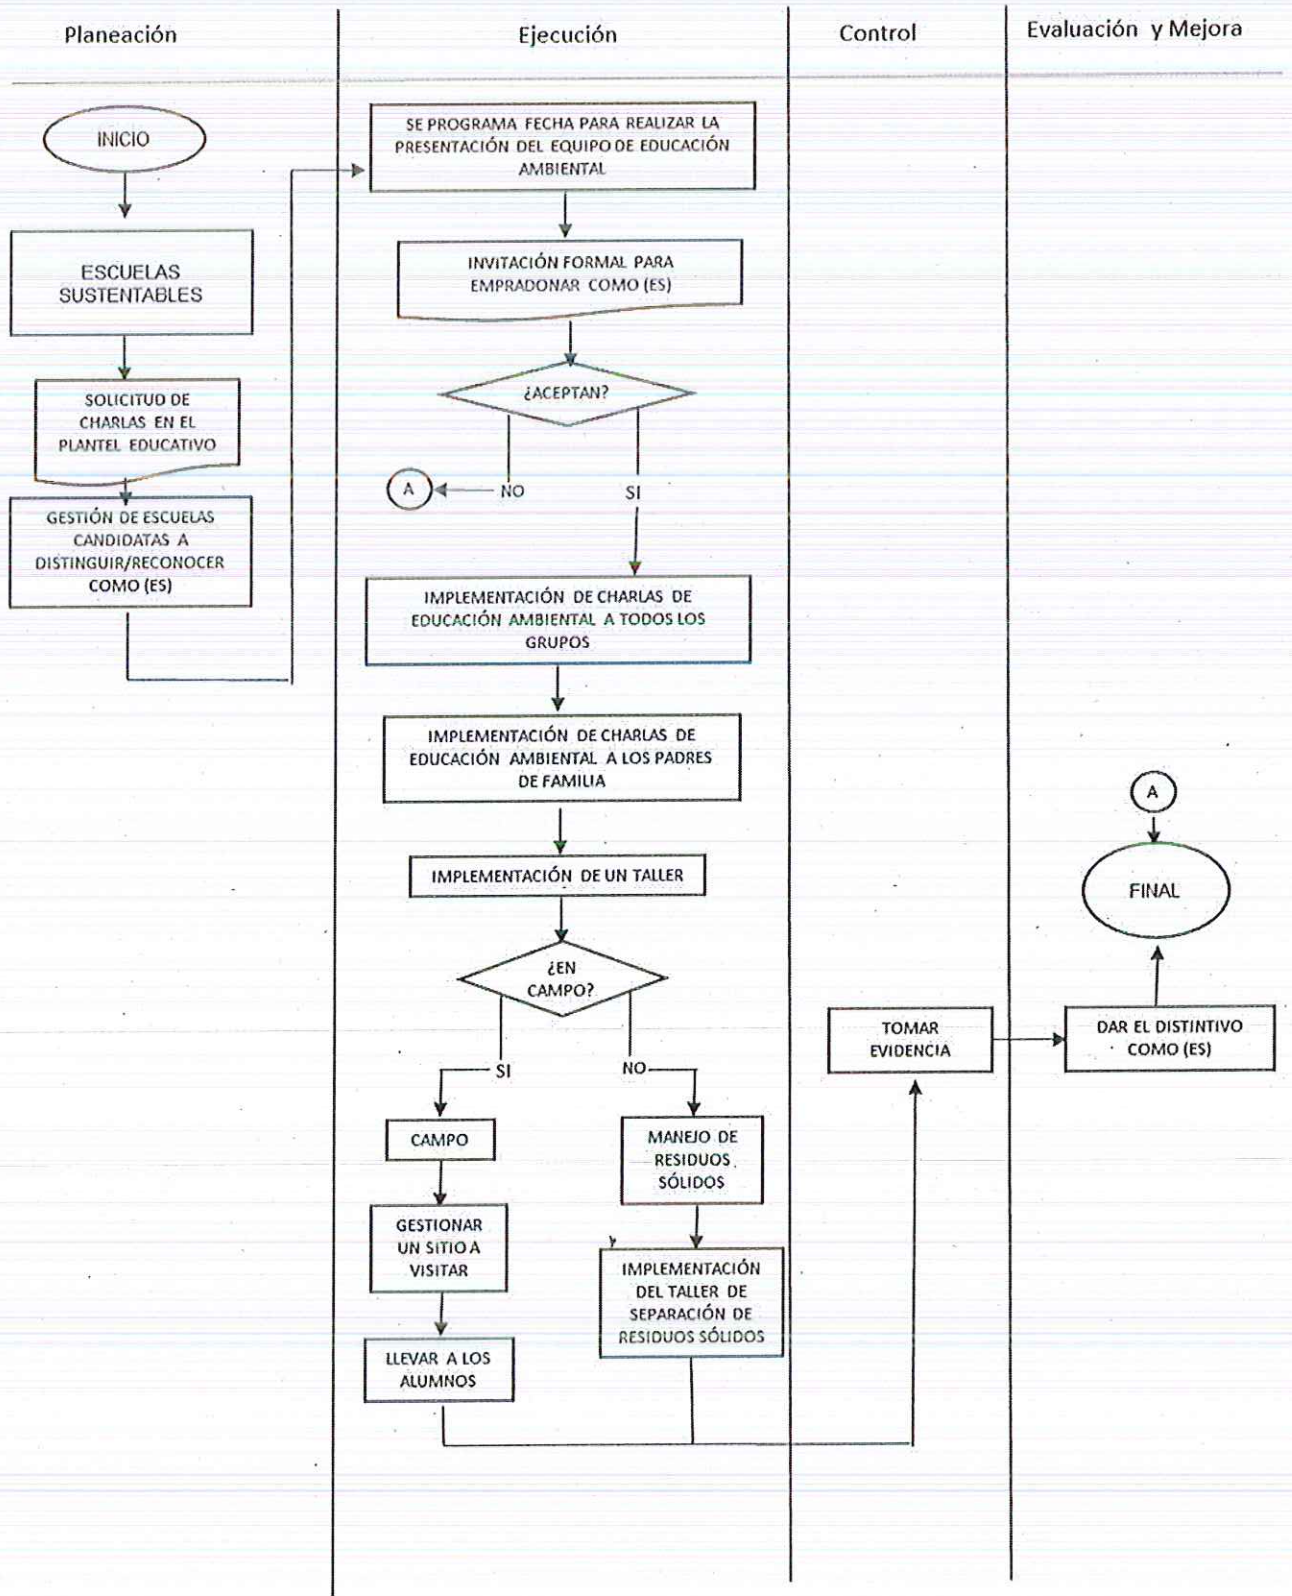 Planeación
Ejecución
Control
Evaluación y Mejora
INICIO
ESCUELAS
SUSTENTABLES
SOLICITUD DE
CHARLAS EN EL
PLANTEL EDUCATIVO
GESTIÓN DE ESCUELAS
CANDIDATAS A
DISTINGUIR/RECONOCER
COMO (ES)
SE PROGRAMA FECHA PARA REALIZAR LA
PRESENTACIÓN DEL EQUIPO DE EDUCACIÓN
AMBIENTAL
INVITACIÓN FORMAL PARA
EMPRADONAR COMO (ES)
¿ACEPTAN?
A
NO
SI
IMPLEMENTACIÓN DE CHARLAS DE
EDUCACIÓN AMBIENTAL A TODOS LOS
GRUPOS
IMPLEMENTACIÓN DE CHARLAS DE
EDUCACIÓN AMBIENTAL A LOS PADRES
DE FAMILIA
IMPLEMENTACIÓN DE UN TALLER
¿EN
CAMPO?
SI
NO
CAMPO
GESTIONAR
UN SITIO A
VISITAR
LLEVAR A LOS
ALUMNOS
MANEJO DE
RESIDUOS
SÓLIDOS
IMPLEMENTACIÓN
DEL TALLER DE
SEPARACIÓN DE
RESIDUOS SÓLIDOS
TOMAR
EVIDENCIA
A
FINAL
DAR EL DISTINTIVO
COMO (ES)